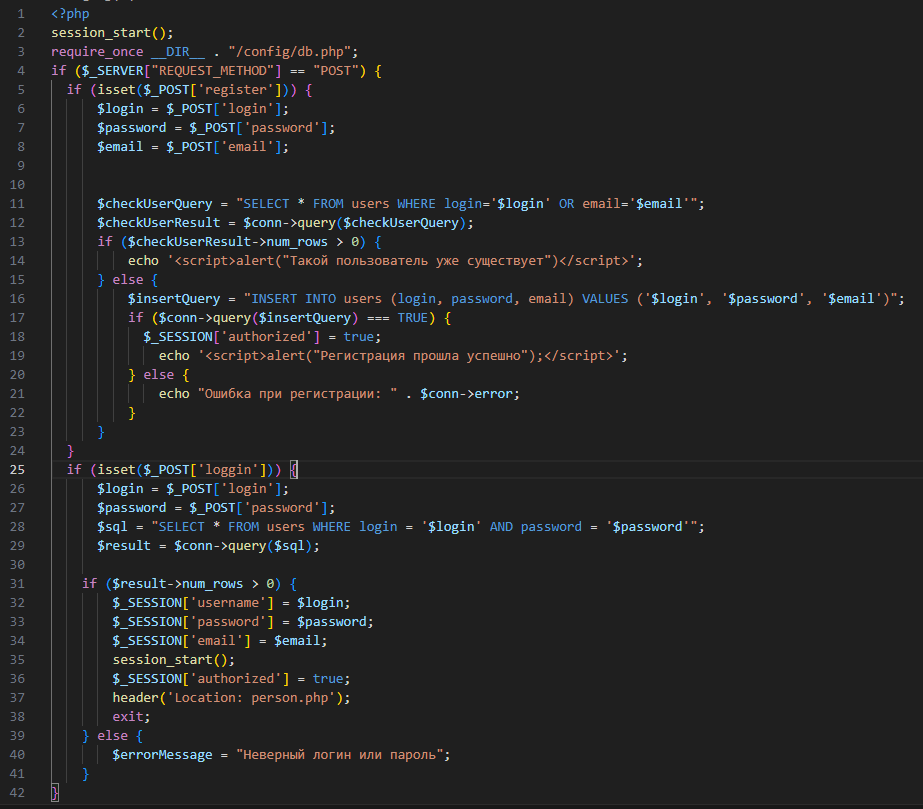 1 <?php
2 session_start();
3 require_once __DIR__ . "/config/db.php";
4 if ($_SERVER["REQUEST_METHOD"] == "POST") {
5 if (isset($_POST['register'])) {
6 $login = $_POST['login'];
7 $password = $_POST['password'];
8 $email = $_POST['email'];
9
10
11 $checkUserQuery = "SELECT * FROM users WHERE login='$login' OR email='$email'";
12 $checkUserResult = $conn->query($checkUserQuery);
13 if ($checkUserResult->num_rows > 0) {
14 echo '<script>alert("Такой пользователь уже существует")</script>';
15 } else {
16 $insertQuery = "INSERT INTO users (login, password, email) VALUES ('$login', '$password', '$email')";
17 if ($conn->query($insertQuery) === TRUE) {
18 $_SESSION['authorized'] = true;
19 echo '<script>alert("Регистрация прошла успешно");</script>';
20 } else {
21 echo "Ошибка при регистрации: " . $conn->error;
22 }
23 }
24 }
25 if (isset($_POST['loggin'])) {
26 $login = $_POST['login'];
27 $password = $_POST['password'];
28 $sql = "SELECT * FROM users WHERE login = '$login' AND password = '$password'";
29 $result = $conn->query($sql);
30
31 if ($result->num_rows > 0) {
32 $_SESSION['username'] = $login;
33 $_SESSION['password'] = $password;
34 $_SESSION['email'] = $email;
35 session_start();
36 $_SESSION['authorized'] = true;
37 header('Location: person.php');
38 exit;
39 } else {
40 $errorMessage = "Неверный логин или пароль";
41 }
42 }